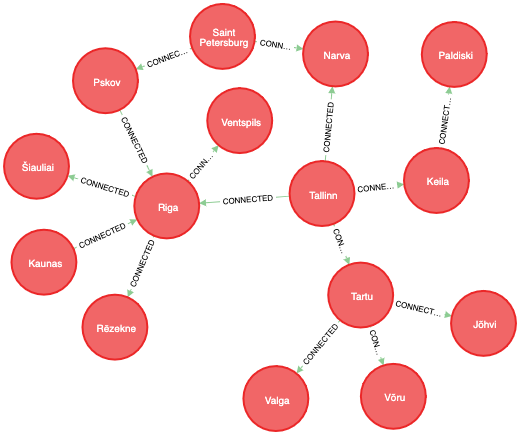 Saint
Petersburg
CONNEC...
CONN...
Pskov
Narva
Paldiski
CONNECTED
Ventspils
CONNECTED
CONNECT...
Šiauliai
CONNECTED
CONN...
Riga
CONNECTED
Tallinn
CONNE...
Keila
Kaunas
CONNECTED
CONNECTED
CON...
Rēzekne
Tartu
CONNECT...
Jõhvi
CONNECTED
CON...
Valga
Võru